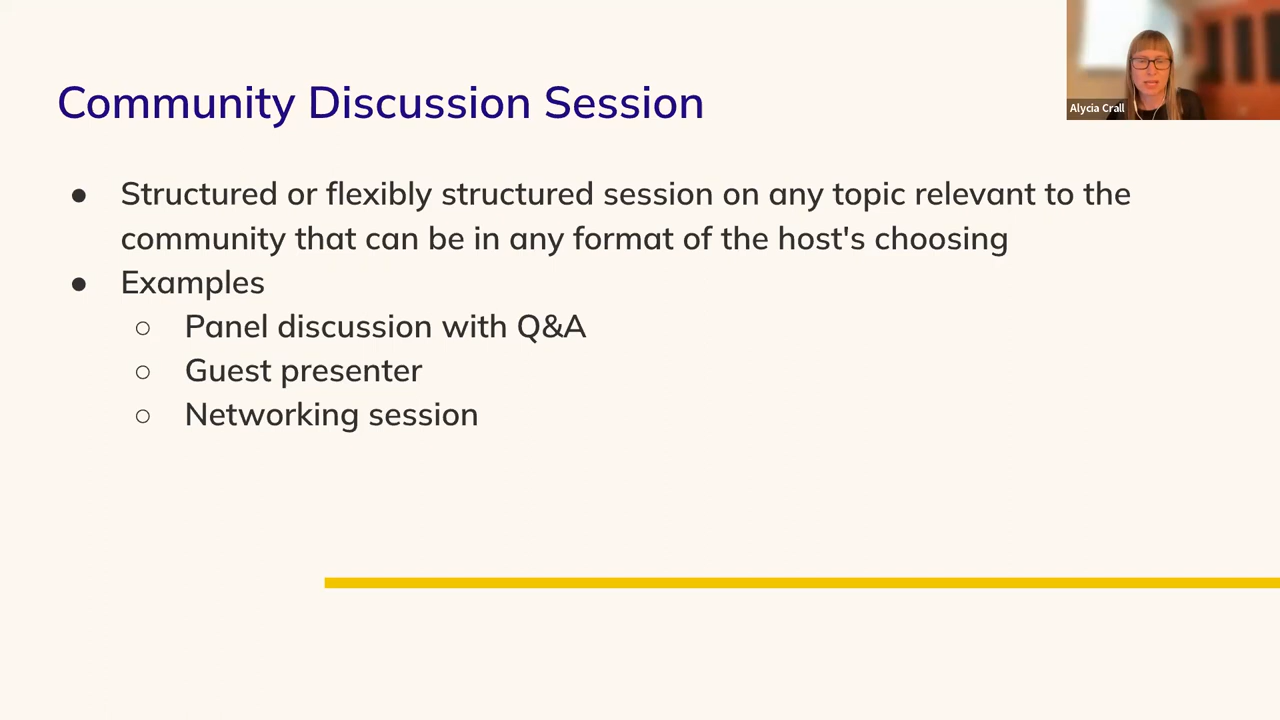 Community Discussion Session
Alycia Crall
● Structured or flexibly structured session on any topic relevant to the
community that can be in any format of the host's choosing
● Examples
○ Panel discussion with Q&A
○ Guest presenter
○ Networking session